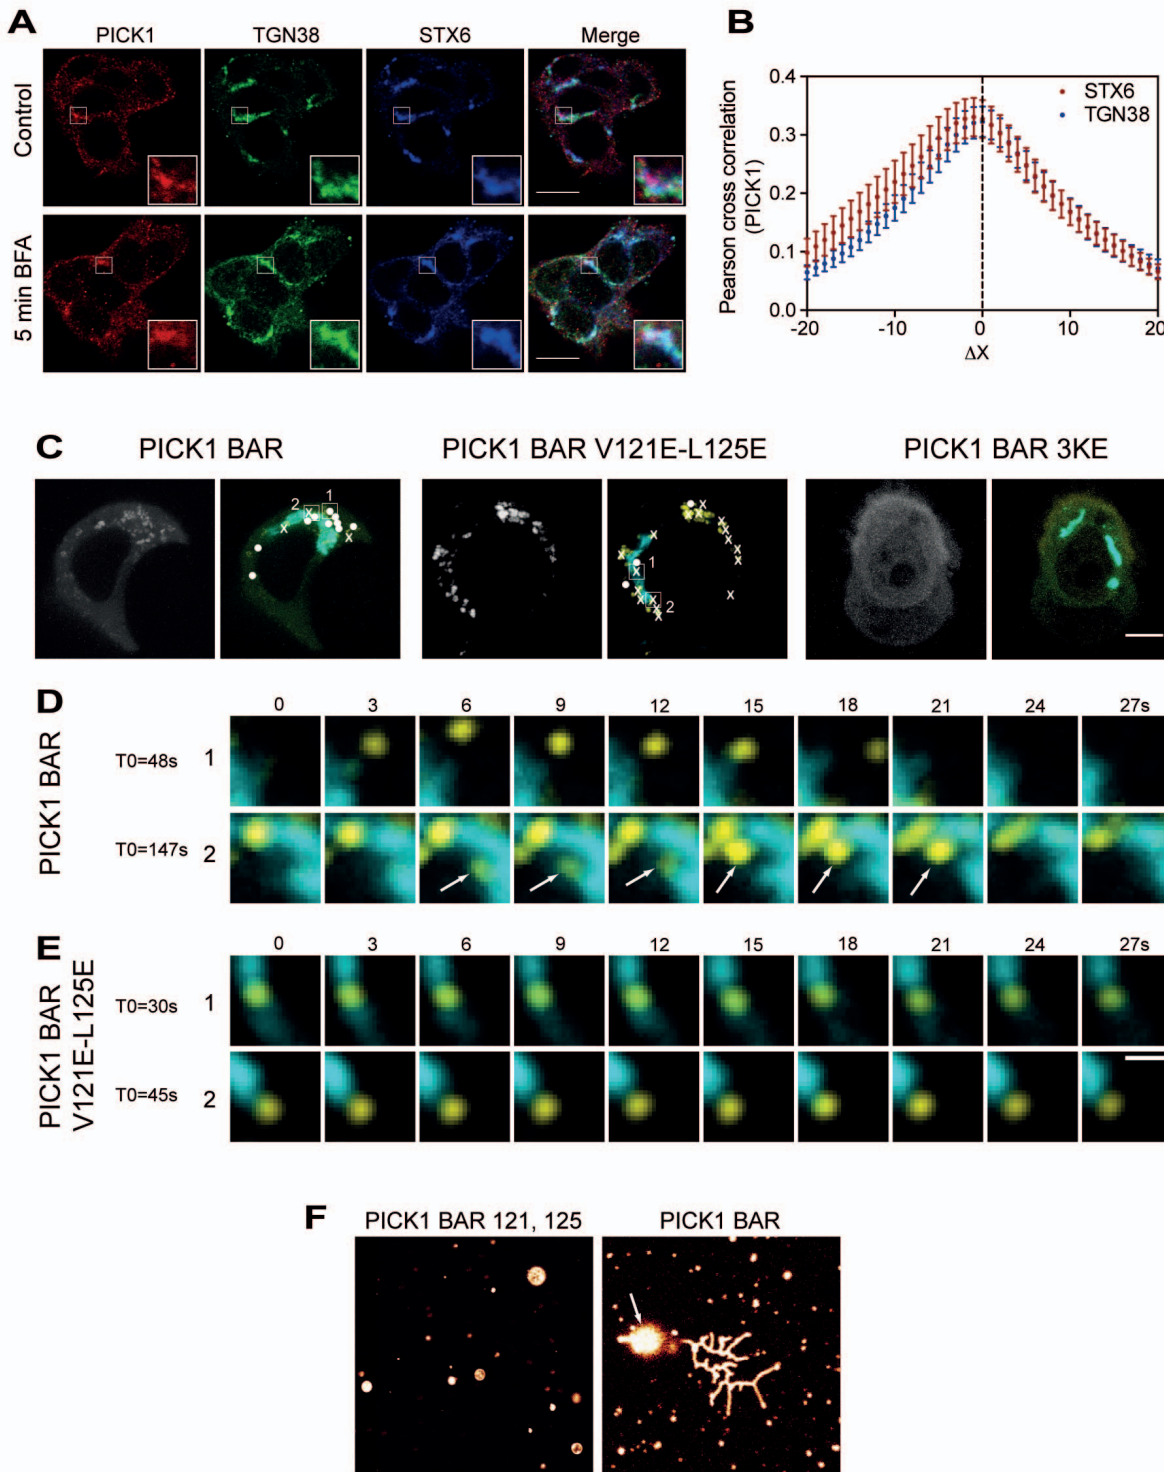 A
PICK1 TGN38 STX6 Merge
Control
5 min BFA
B
Pearson cross correlation
(PICK1)
0.4
0.3
0.2
0.1
0.0
-20 -10 0 10 20
ΔX
STX6
TGN38
C
PICK1 BAR PICK1 BAR V121E-L125E PICK1 BAR 3KE
2 1
1
2
D
PICK1 BAR
0 3 6 9 12 15 18 21 24 27s
T0=48s 1
T0=147s 2
E
PICK1 BAR
V121E-L125E
0 3 6 9 12 15 18 21 24 27s
T0=30s 1
T0=45s 2
F
PICK1 BAR 121, 125 PICK1 BAR